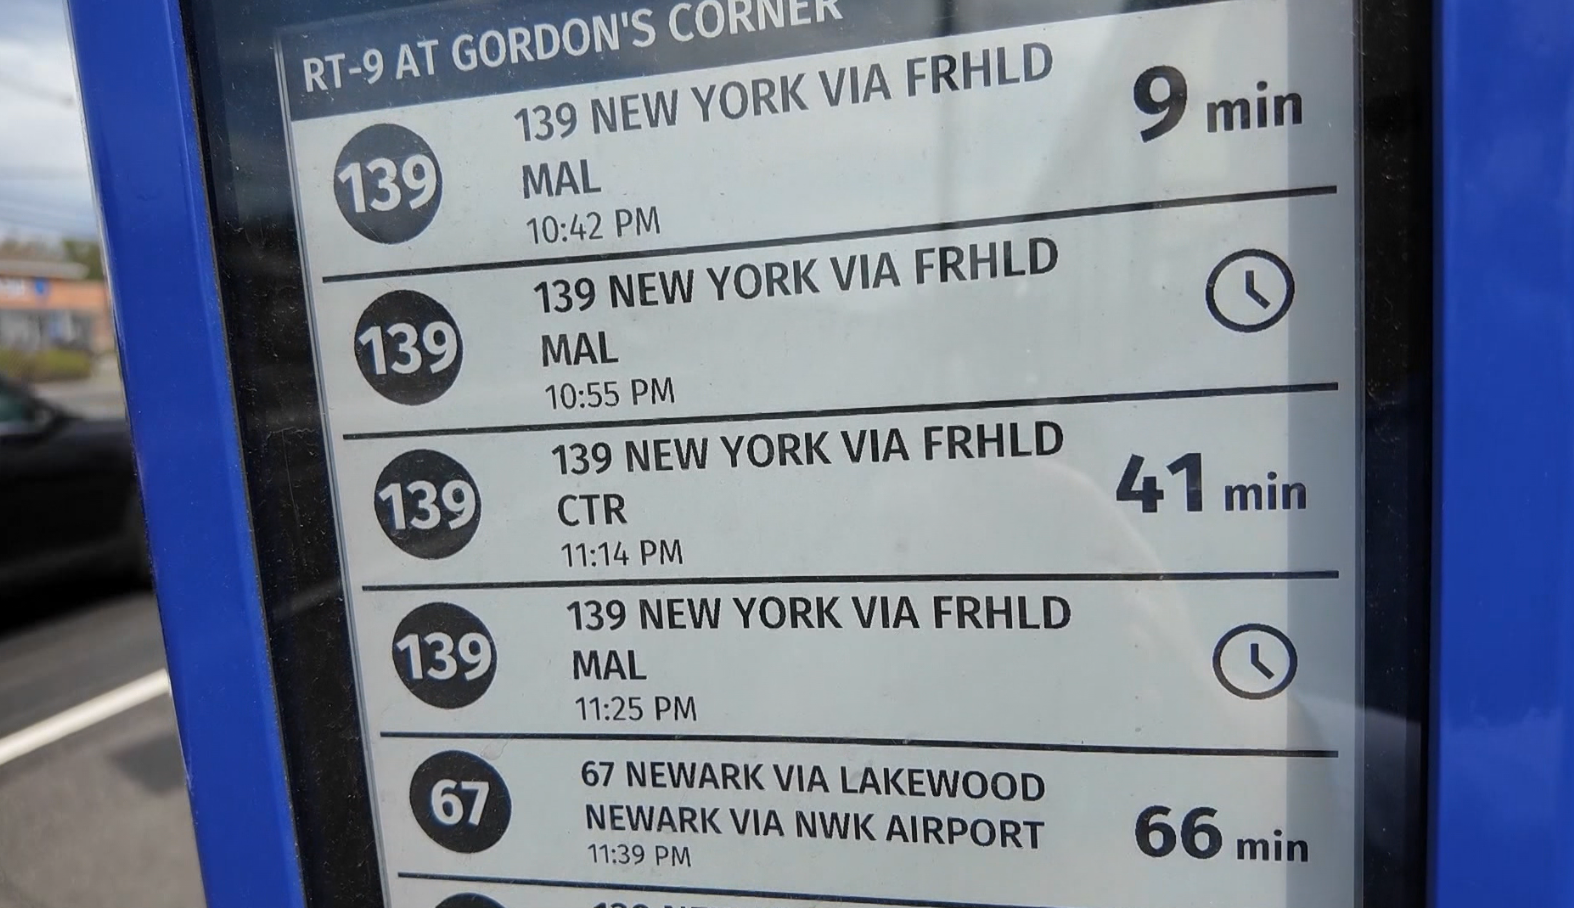 RT-9 AT GORDON'S CORNER
139
139 NEW YORK VIA FRHLD
MAL
10:42 PM
9 min
139
139 NEW YORK VIA FRHLD
MAL
10:55 PM
139
139 NEW YORK VIA FRHLD
CTR
11:14 PM
41 min
139
139 NEW YORK VIA FRHLD
MAL
11:25 PM
67
67 NEWARK VIA LAKEWOOD
NEWARK VIA NWK AIRPORT
11:39 PM
66 min